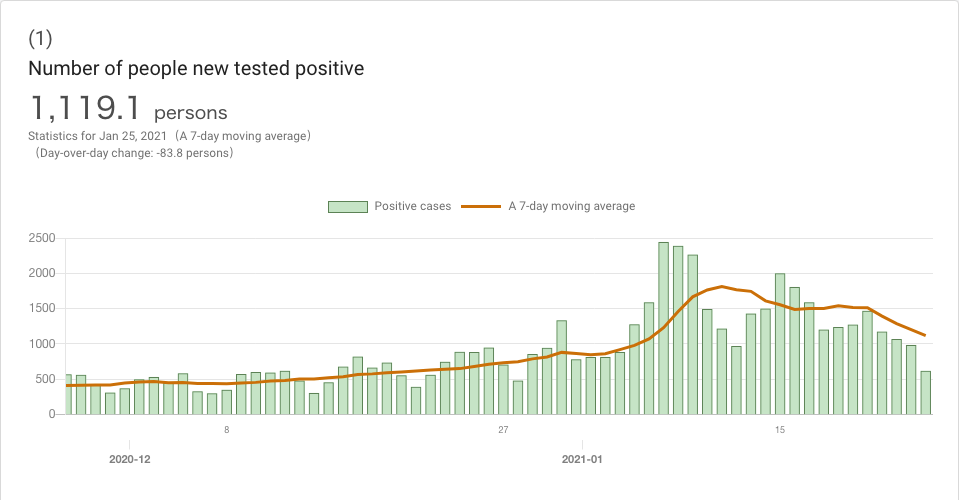 (1)
Number of people new tested positive
1,119.1 persons
Statistics for Jan 25, 2021（A 7-day moving average）
（Day-over-day change: -83.8 persons）
Positive cases A 7-day moving average
2500
2000
1500
1000
500
0
8 27 15
2020-12 2021-01